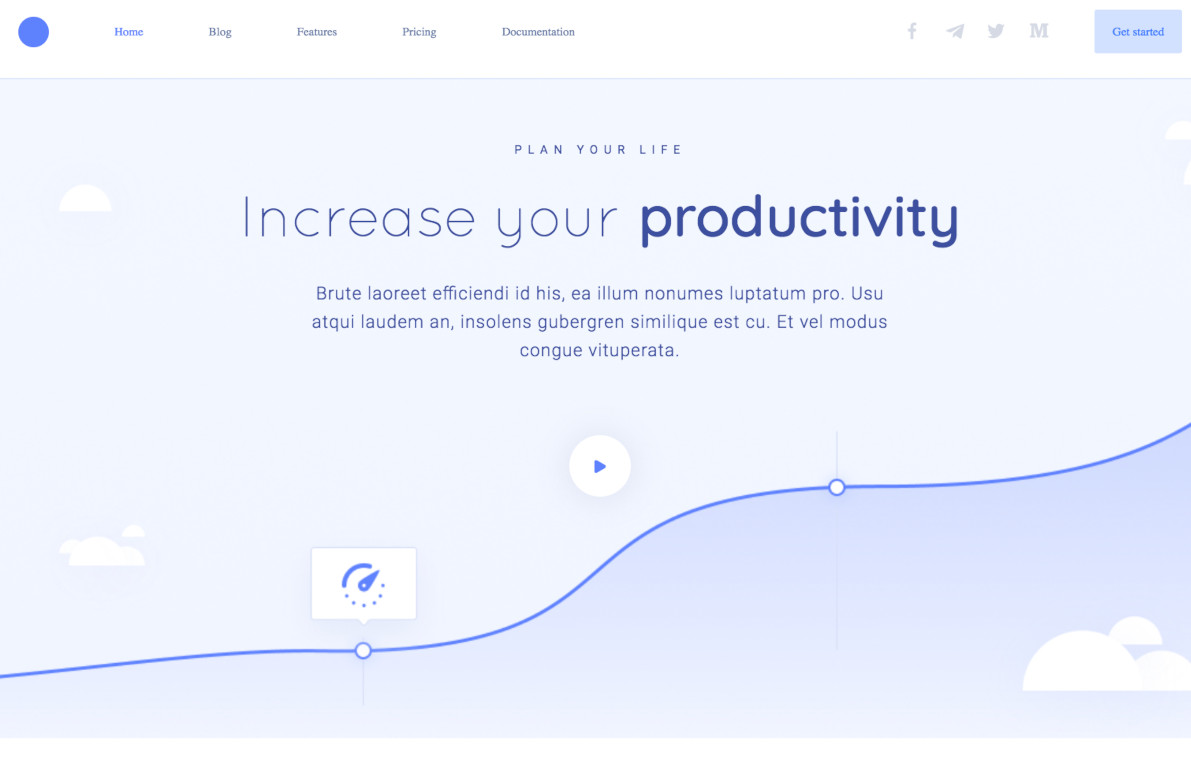 Home Blog Features Pricing Documentation Get started
PLAN YOUR LIFE
Increase your productivity
Brute laoreet efficiendi id his, ea illum nonumes luptatum pro. Usu
atqui laudem an, insolens gubergren similique est cu. Et vel modus
congue vituperata.